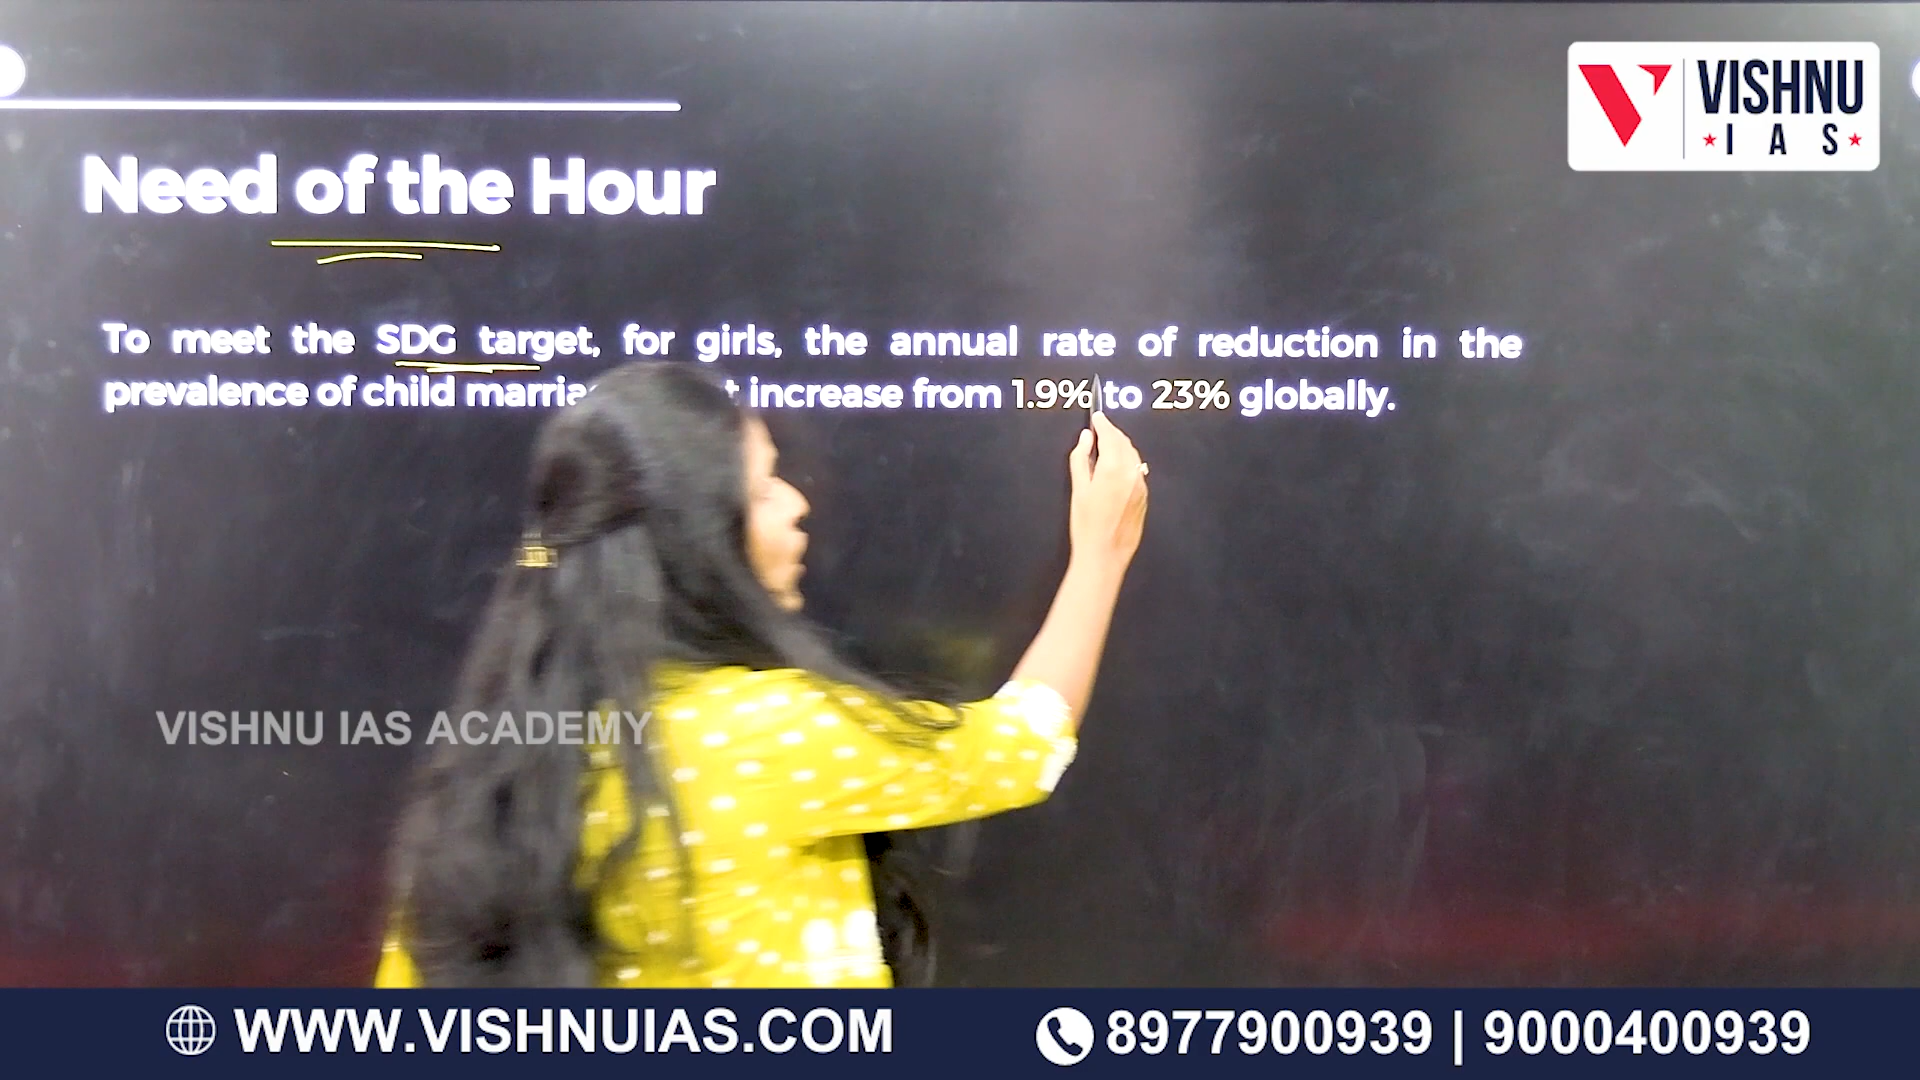 VISHNU
IAS
Need of the Hour
To meet the SDG target, for girls, the annual rate of reduction in the
prevalence of child increase from 1.9% to 23% globally.
VISHNU IAS ACADEMY
WWW.VISHNUIAS.COM
8977900939 | 9000400939